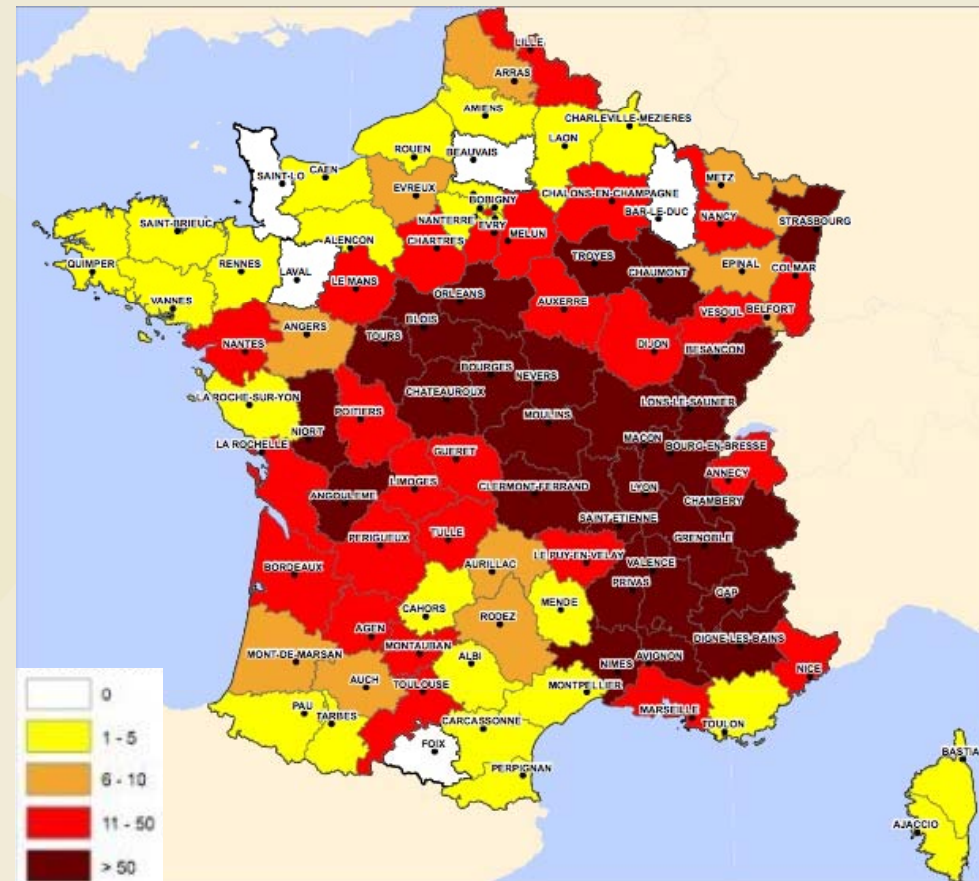 LILLE
ARRAS
AMIENS
CHARLEVILLE-MEZIERES
ROUEN
BEAUVAIS
LAON
SAINT-LO
CAEN
EVREUX
BOBIGNY
CHALONS-EN-CHAMPAGNE
METZ
BAR-LE-DUC
NANTERRE
EVRY
NANCY
STRASBOURG
SAINT-BRIEUC
ALENCON
CHARTRES
MELUN
TROYES
QUIMPER
RENNES
LAVAL
LE MANS
CHAUMONT
EPINAL
COLMAR
VANNES
ORLEANS
AUXERRE
BLOIS
VESOUL
BELFORT
ANGERS
TOURS
NANTES
DIJON
BESANCON
BOURGES
NEVERS
CHATEAUROUX
LA ROCHE-SUR-YON
POITIERS
MOULINS
LONS-LE-SAUNIER
NIORT
LA ROCHELLE
MACON
BOURG-EN-BRESSE
GUERET
ANNECY
LIMOGES
ANGOULEME
CLERMONT-FERRAND
LYON
CHAMBERY
SAINT-ETIENNE
PERIGUEUX
TULLE
GRENOBLE
LE PUY-EN-VELAY
AURILLAC
VALENCE
BORDEAUX
PRIVAS
GAP
CAHORS
MENDE
RODEZ
AGEN
DIGNE-LES-BAINS
MONTAUBAN
MONT-DE-MARSAN
ALBI
NIMES
AVIGNON
NICE
AUCH
TOULOUSE
MONTPELLIER
MARSEILLE
PAU
TARBES
CARCASSONNE
TOULON
FOIX
PERPIGNAN
BASTIA
AJACCIO
0
1 - 5
6 - 10
11 - 50
> 50